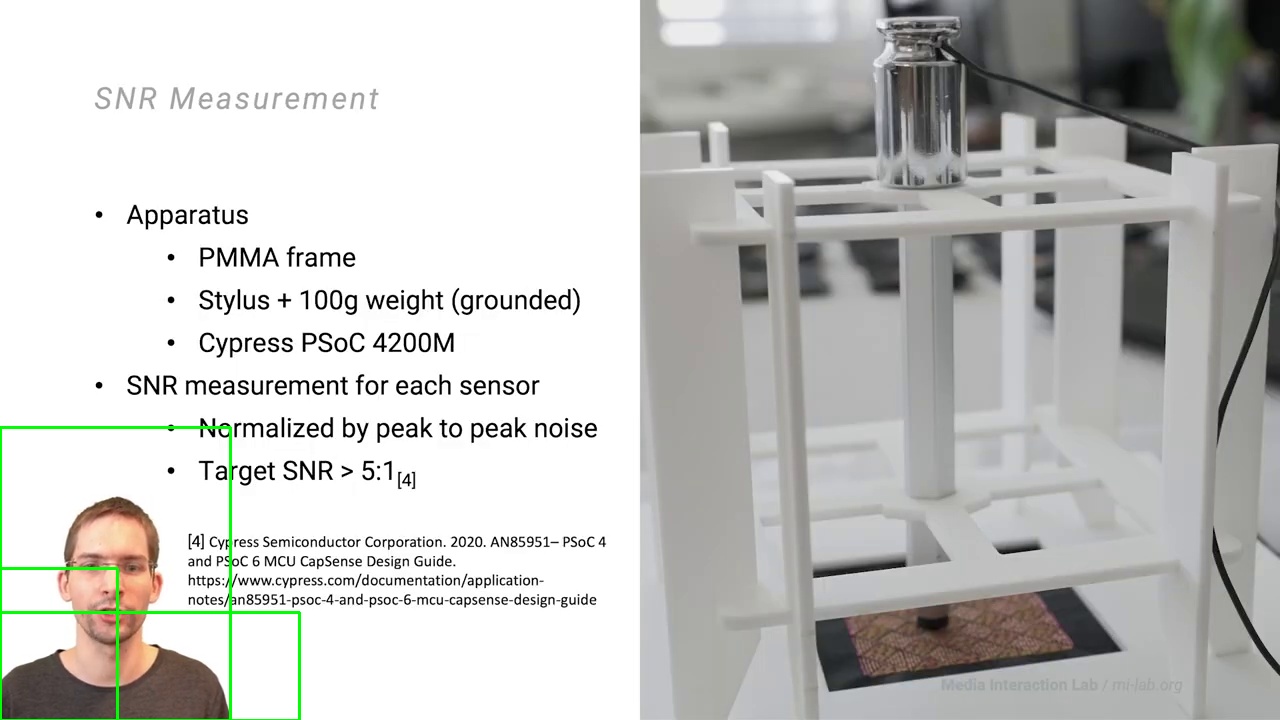 SNR Measurement
• Apparatus
• PMMA frame
• Stylus + 100g weight (grounded)
• Cypress PSoC 4200M
• SNR measurement for each sensor
• Normalized by peak to peak noise
• Target SNR > 5:1[4]
[4] Cypress Semiconductor Corporation. 2020. AN85951– PSoC 4
and PSoC 6 MCU CapSense Design Guide.
https://www.cypress.com/documentation/application-
notes/an85951-psoc-4-and-psoc-6-mcu-capsense-design-guide
Media Interaction Lab / mi-lab.org